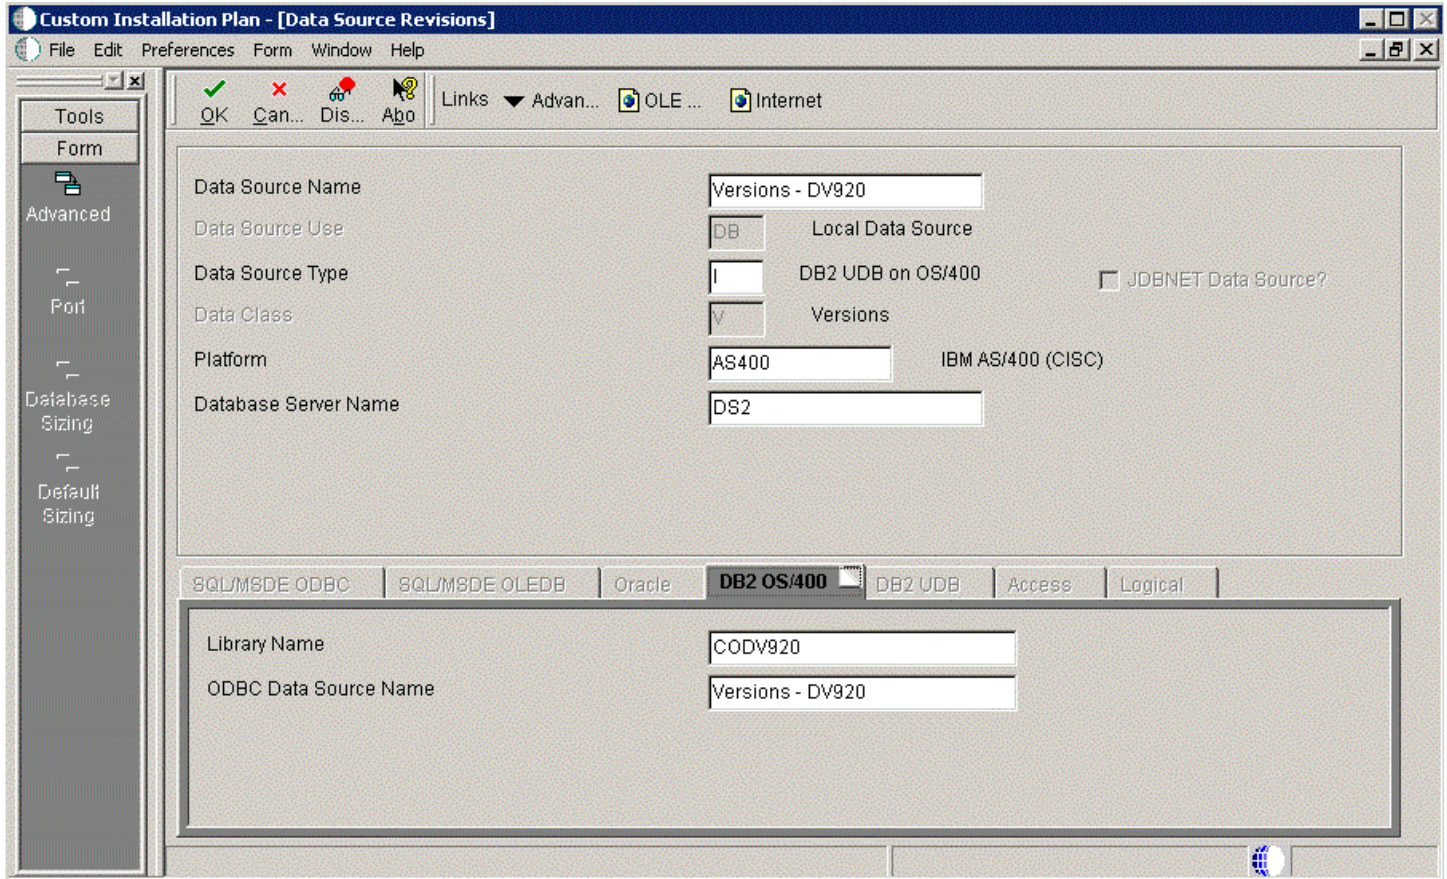 Custom Installation Plan - [Data Source Revisions]
File Edit Preferences Form Window Help
Tools
Form
Advanced
Port
Database
Sizing
Default
Sizing
OK Can... Dis... Abo Links Advan... OLE ... Internet
Data Source Name Versions - DV920
Data Source Use DB Local Data Source
Data Source Type I DB2 UDB on OS/400 JDBNET Data Source?
Data Class V Versions
Platform AS400 IBM AS/400 (CISC)
Database Server Name DS2
SQL/MSDE ODBC SQL/MSDE OLEDB Oracle DB2 OS/400 DB2 UDB Access Logical
Library Name CODV920
ODBC Data Source Name Versions - DV920